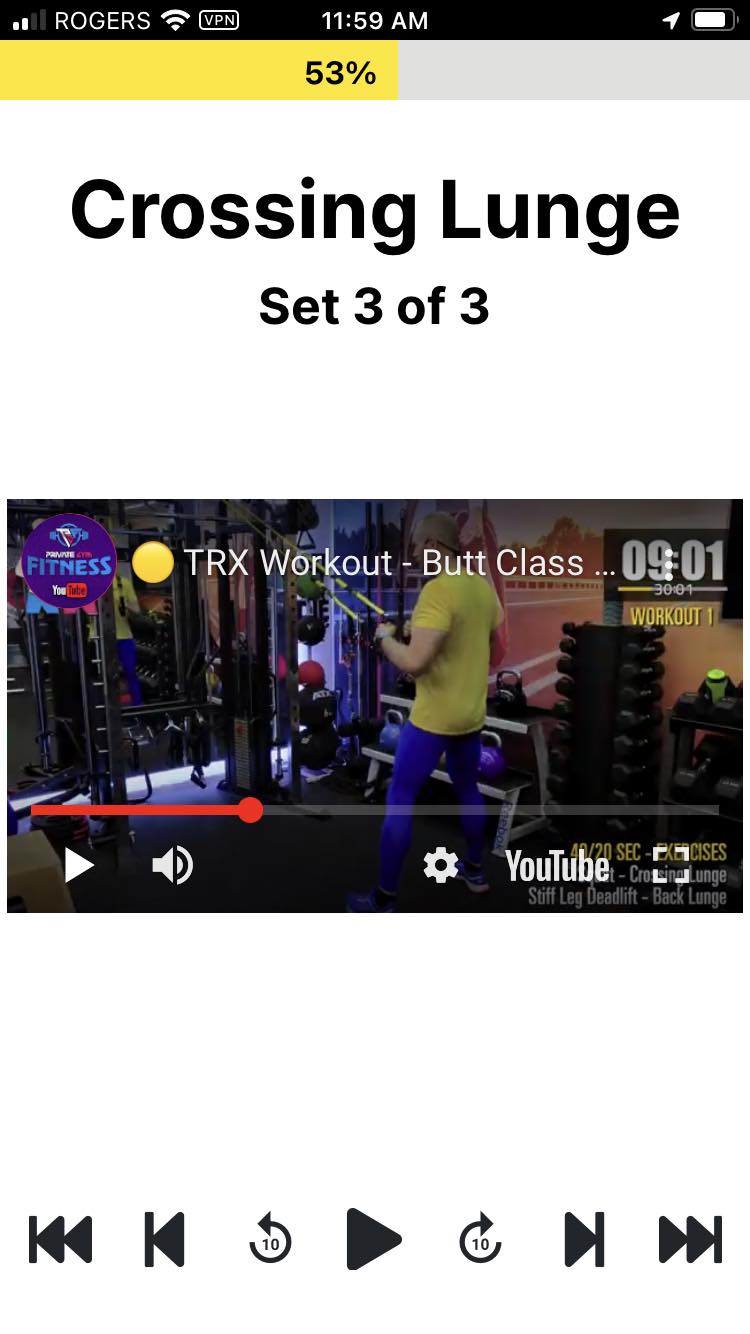 ROGERS VPN 11:59 AM
53%
Crossing Lunge
Set 3 of 3
PRIVATE GYM
FITNESS
YouTube
🟡 TRX Workout - Butt Class ...
09:01
30:01
WORKOUT 1
Reebok
40/20 SEC - EXERCISES
YouTube
- Crossing Lunge
Stiff Leg Deadlift - Back Lunge
10
10